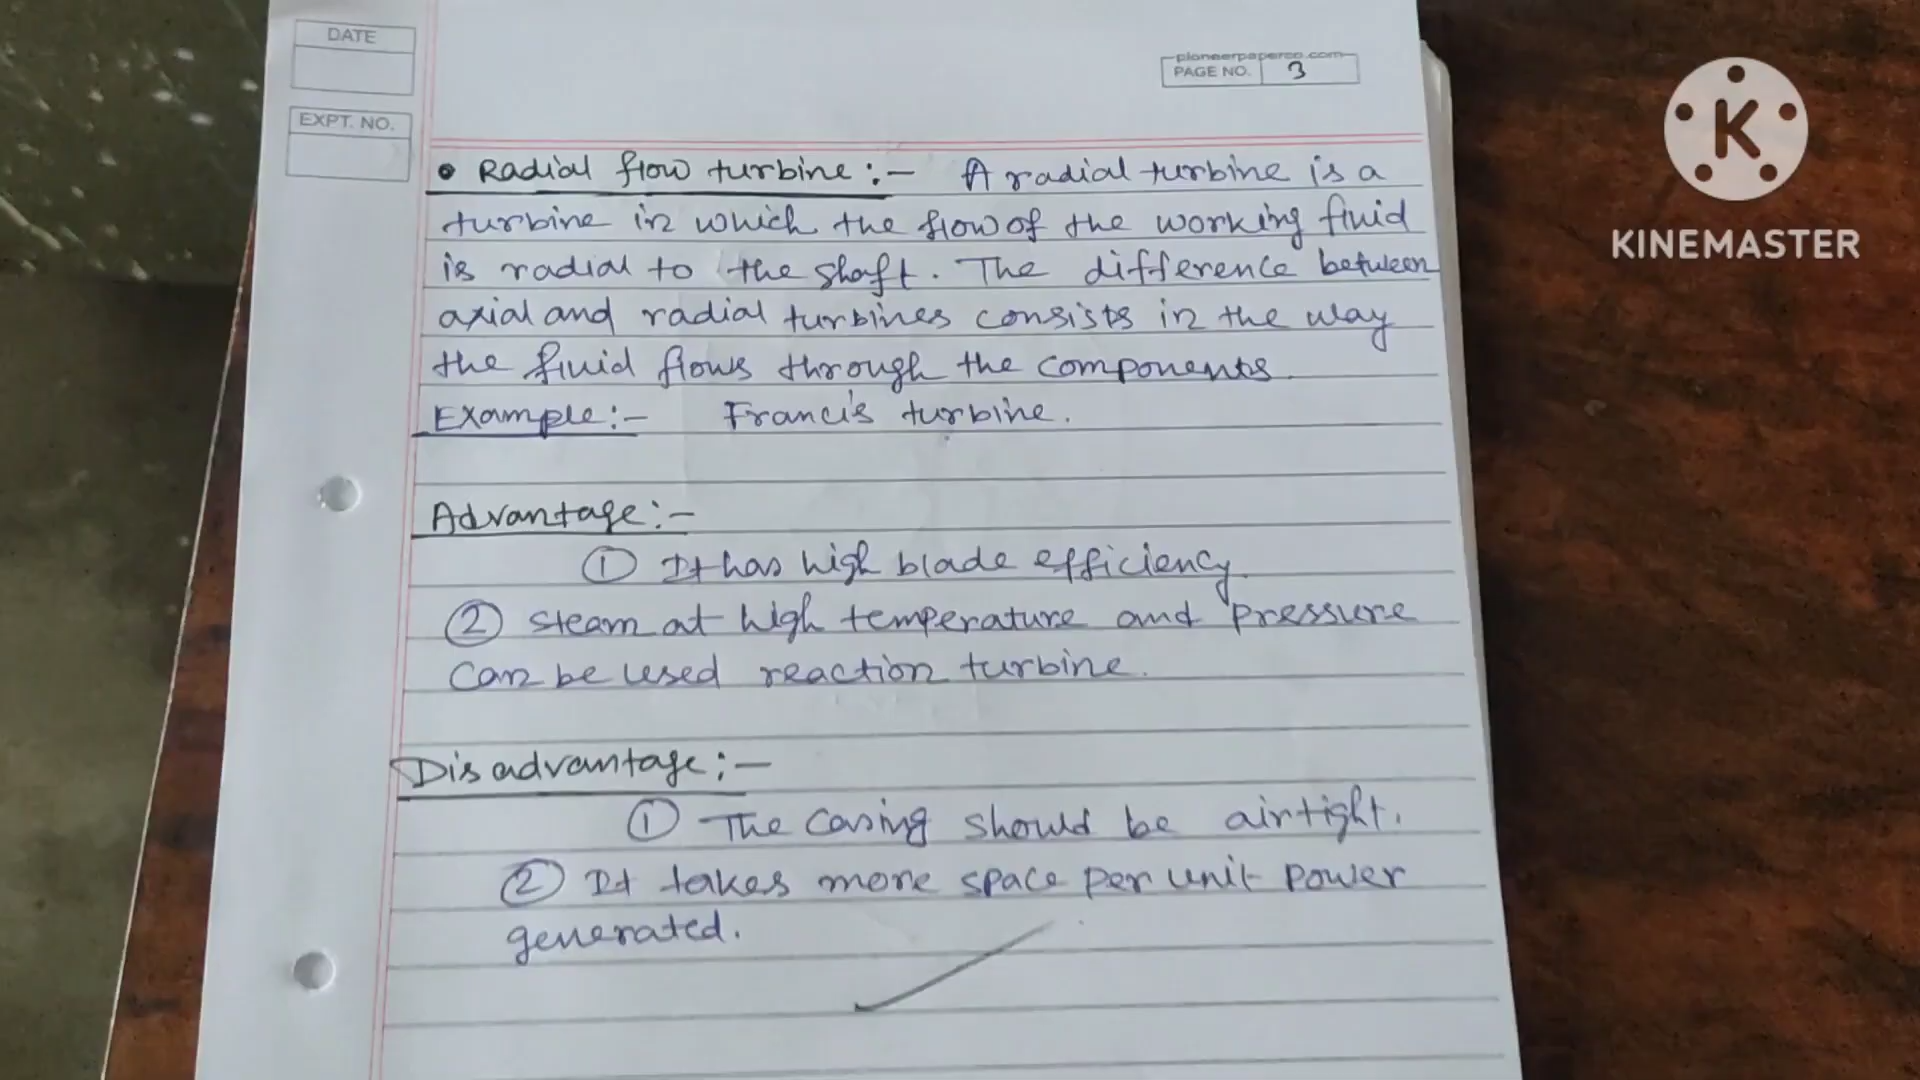 DATE
pioneerpaperco.com
PAGE NO. 3
EXPT. NO.
• Radial flow turbine :- A radial turbine is a
turbine in which the flow of the working fluid
is radial to the shaft. The difference between
axial and radial turbines consists in the way
the fluid flows through the components.
Example:- Francis turbine.
Advantage:-
① It has high blade efficiency.
② Steam at high temperature and pressure
can be used reaction turbine.
Disadvantage:-
① The casing should be airtight.
② It takes more space per unit power
generated.
K
KINEMASTER